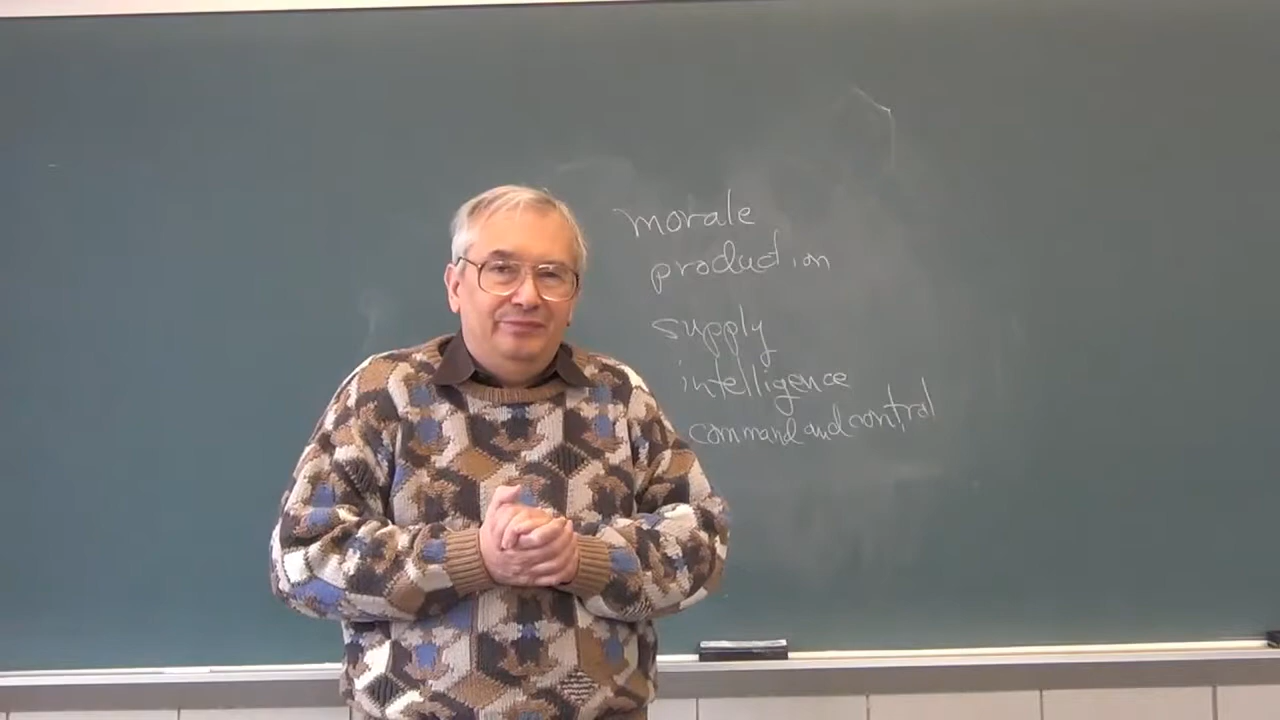 morale
production
supply
intelligence
command and control